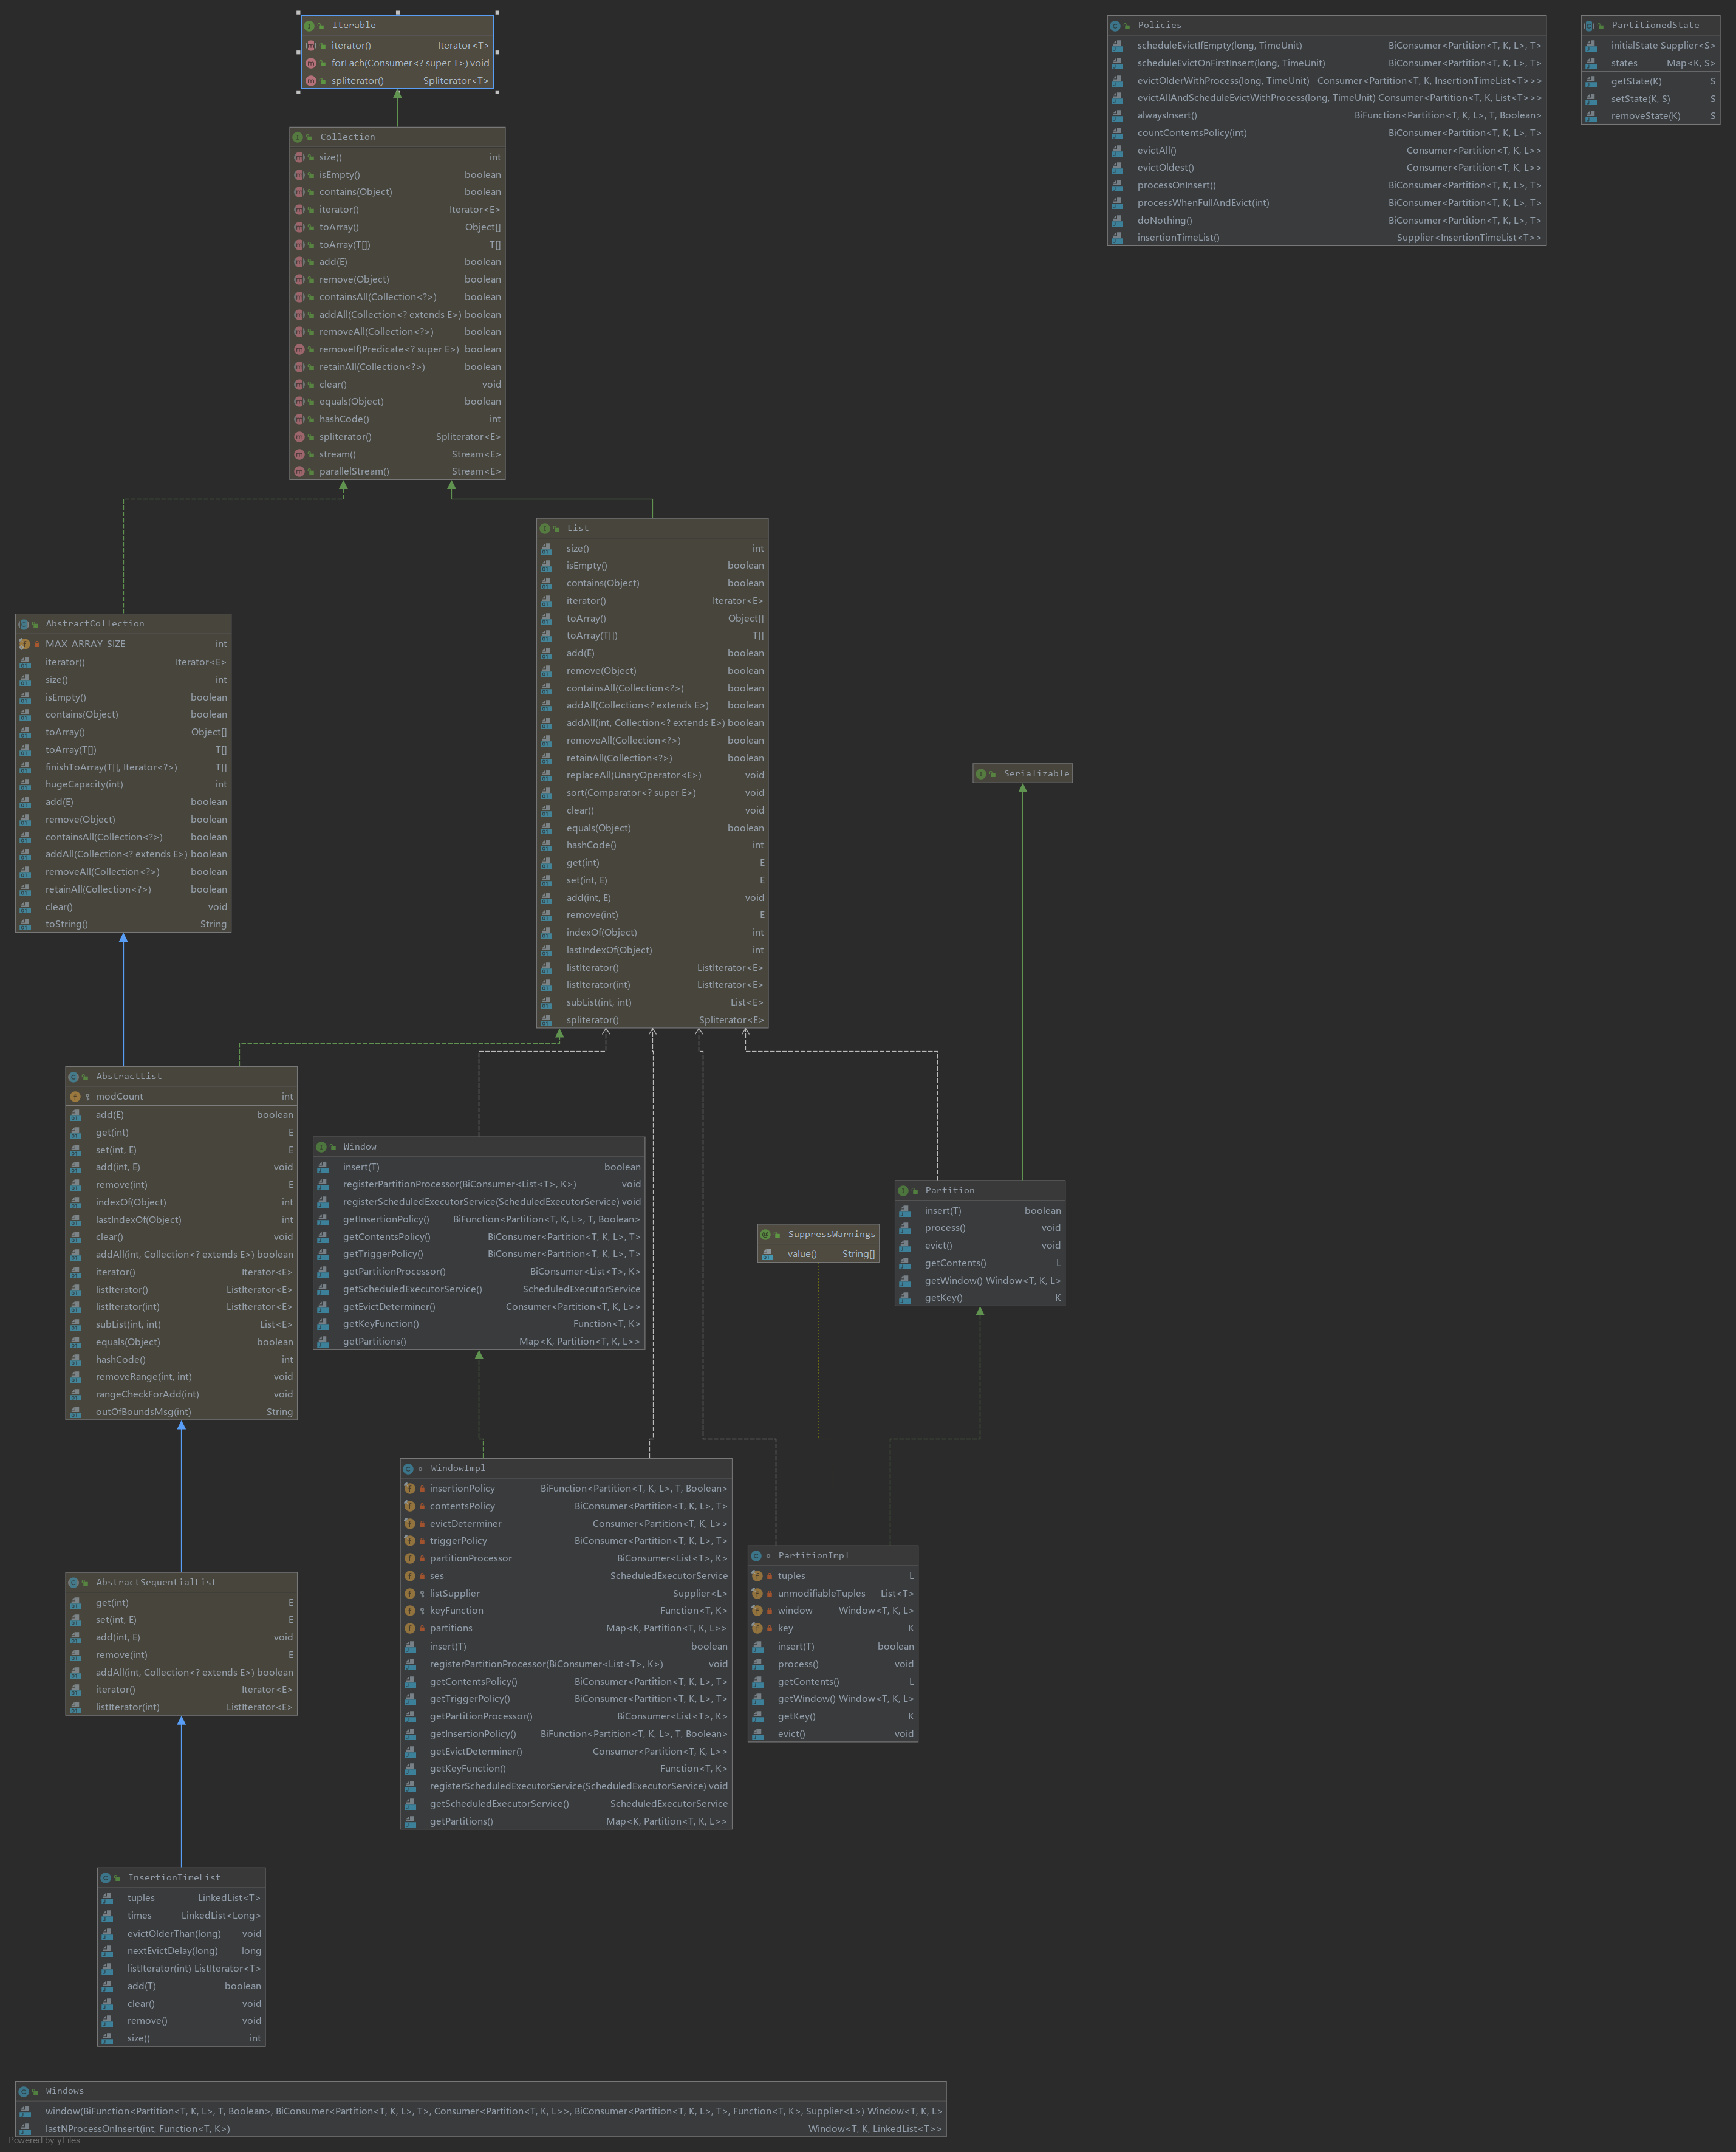 Iterable
iterator() Iterator<T>
forEach(Consumer<? super T>) void
spliterator() Spliterator<T>
Policies
scheduleEvictIfEmpty(long, TimeUnit) BiConsumer<Partition<T, K, L>, T>
scheduleEvictOnFirstInsert(long, TimeUnit) BiConsumer<Partition<T, K, L>, T>
evictOlderWithProcess(long, TimeUnit) Consumer<Partition<T, K, InsertionTimeList<T>>>
evictAllAndScheduleEvictWithProcess(long, TimeUnit) Consumer<Partition<T, K, List<T>>>
alwaysInsert() BiFunction<Partition<T, K, L>, T, Boolean>
countContentsPolicy(int) BiConsumer<Partition<T, K, L>, T>
evictAll() Consumer<Partition<T, K, L>>
evictOldest() Consumer<Partition<T, K, L>>
processOnInsert() BiConsumer<Partition<T, K, L>, T>
processWhenFullAndEvict(int) BiConsumer<Partition<T, K, L>, T>
doNothing() BiConsumer<Partition<T, K, L>, T>
insertionTimeList() Supplier<InsertionTimeList<T>>
PartitionedState
initialState Supplier<S>
states Map<K, S>
getState(K) S
setState(K, S) S
removeState(K) S
Collection
size() int
isEmpty() boolean
contains(Object) boolean
iterator() Iterator<E>
toArray() Object[]
toArray(T[]) T[]
add(E) boolean
remove(Object) boolean
containsAll(Collection<?>) boolean
addAll(Collection<? extends E>) boolean
removeAll(Collection<?>) boolean
removeIf(Predicate<? super E>) boolean
retainAll(Collection<?>) boolean
clear() void
equals(Object) boolean
hashCode() int
spliterator() Spliterator<E>
stream() Stream<E>
parallelStream() Stream<E>
List
size() int
isEmpty() boolean
contains(Object) boolean
iterator() Iterator<E>
toArray() Object[]
toArray(T[]) T[]
add(E) boolean
remove(Object) boolean
containsAll(Collection<?>) boolean
addAll(Collection<? extends E>) boolean
addAll(int, Collection<? extends E>) boolean
removeAll(Collection<?>) boolean
retainAll(Collection<?>) boolean
replaceAll(UnaryOperator<E>) void
sort(Comparator<? super E>) void
clear() void
equals(Object) boolean
hashCode() int
get(int) E
set(int, E) E
add(int, E) void
remove(int) E
indexOf(Object) int
lastIndexOf(Object) int
listIterator() ListIterator<E>
listIterator(int) ListIterator<E>
subList(int, int) List<E>
spliterator() Spliterator<E>
AbstractCollection
MAX_ARRAY_SIZE int
iterator() Iterator<E>
size() int
isEmpty() boolean
contains(Object) boolean
toArray() Object[]
toArray(T[]) T[]
finishToArray(T[], Iterator<?>) T[]
hugeCapacity(int) int
add(E) boolean
remove(Object) boolean
containsAll(Collection<?>) boolean
addAll(Collection<? extends E>) boolean
removeAll(Collection<?>) boolean
retainAll(Collection<?>) boolean
clear() void
toString() String
Serializable
AbstractList
modCount int
add(E) boolean
get(int) E
set(int, E) E
add(int, E) void
remove(int) E
indexOf(Object) int
lastIndexOf(Object) int
clear() void
addAll(int, Collection<? extends E>) boolean
iterator() Iterator<E>
listIterator() ListIterator<E>
listIterator(int) ListIterator<E>
subList(int, int) List<E>
equals(Object) boolean
hashCode() int
removeRange(int, int) void
rangeCheckForAdd(int) void
outOfBoundsMsg(int) String
Window
insert(T) boolean
registerPartitionProcessor(BiConsumer<List<T>, K>) void
registerScheduledExecutorService(ScheduledExecutorService) void
getInsertionPolicy() BiFunction<Partition<T, K, L>, T, Boolean>
getContentsPolicy() BiConsumer<Partition<T, K, L>, T>
getTriggerPolicy() BiConsumer<Partition<T, K, L>, T>
getPartitionProcessor() BiConsumer<List<T>, K>
getScheduledExecutorService() ScheduledExecutorService
getEvictDeterminer() Consumer<Partition<T, K, L>>
getKeyFunction() Function<T, K>
getPartitions() Map<K, Partition<T, K, L>>
SuppressWarnings
value() String[]
Partition
insert(T) boolean
process() void
evict() void
getContents() L
getWindow() Window<T, K, L>
getKey() K
WindowImpl
insertionPolicy BiFunction<Partition<T, K, L>, T, Boolean>
contentsPolicy BiConsumer<Partition<T, K, L>, T>
evictDeterminer Consumer<Partition<T, K, L>>
triggerPolicy BiConsumer<Partition<T, K, L>, T>
partitionProcessor BiConsumer<List<T>, K>
ses ScheduledExecutorService
listSupplier Supplier<L>
keyFunction Function<T, K>
partitions Map<K, Partition<T, K, L>>
insert(T) boolean
registerPartitionProcessor(BiConsumer<List<T>, K>) void
getContentsPolicy() BiConsumer<Partition<T, K, L>, T>
getTriggerPolicy() BiConsumer<Partition<T, K, L>, T>
getPartitionProcessor() BiConsumer<List<T>, K>
getInsertionPolicy() BiFunction<Partition<T, K, L>, T, Boolean>
getEvictDeterminer() Consumer<Partition<T, K, L>>
getKeyFunction() Function<T, K>
registerScheduledExecutorService(ScheduledExecutorService) void
getScheduledExecutorService() ScheduledExecutorService
getPartitions() Map<K, Partition<T, K, L>>
PartitionImpl
tuples L
unmodifiableTuples List<T>
window Window<T, K, L>
key K
insert(T) boolean
process() void
getContents() L
getWindow() Window<T, K, L>
getKey() K
evict() void
AbstractSequentialList
get(int) E
set(int, E) E
add(int, E) void
remove(int) E
addAll(int, Collection<? extends E>) boolean
iterator() Iterator<E>
listIterator(int) ListIterator<E>
InsertionTimeList
tuples LinkedList<T>
times LinkedList<Long>
evictOlderThan(long) void
nextEvictDelay(long) long
listIterator(int) ListIterator<T>
add(T) boolean
clear() void
remove() void
size() int
Windows
window(BiFunction<Partition<T, K, L>, T, Boolean>, BiConsumer<Partition<T, K, L>, T>, Consumer<Partition<T, K, L>>, BiConsumer<Partition<T, K, L>, T>, Function<T, K>, Supplier<L>) Window<T, K, L>
lastNProcessOnInsert(int, Function<T, K>) Window<T, K, LinkedList<T>>
Powered by yFiles